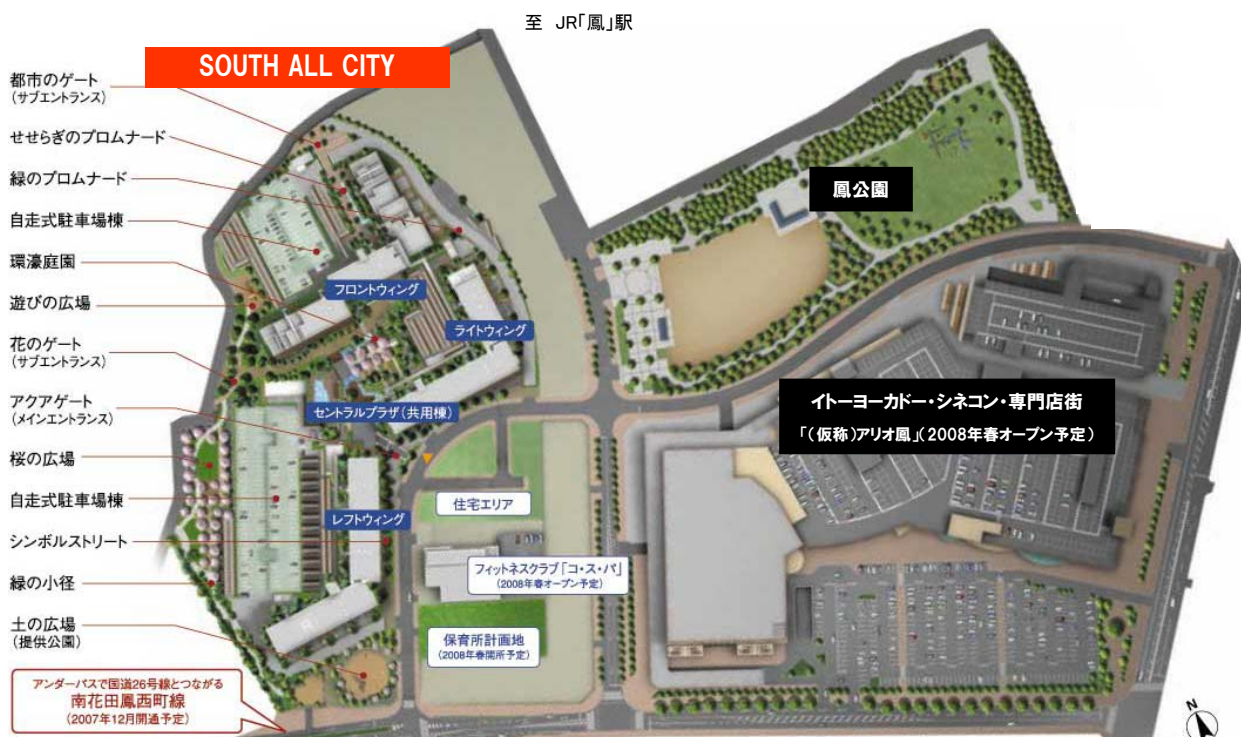 至 JR「鳳」駅
SOUTH ALL CITY
都市のゲート
(サブエントランス)
せせらぎのプロムナード
緑のプロムナード
自走式駐車場棟
環濠庭園
遊びの広場
花のゲート
(サブエントランス)
アクアゲート
(メインエントランス)
桜の広場
自走式駐車場棟
シンボルストリート
緑の小径
土の広場
(提供公園)
アンダーパスで国道26号線とつながる
南花田鳳西町線
(2007年12月開通予定)
フロントウィング
ライトウィング
セントラルプラザ(共用棟)
レフトウィング
住宅エリア
フィットネスクラブ「コ・ス・パ」
(2008年春オープン予定)
保育所計画地
(2008年春開所予定)
鳳公園
イトーヨーカドー・シネコン・専門店街
「(仮称)アリオ鳳」(2008年春オープン予定)
N